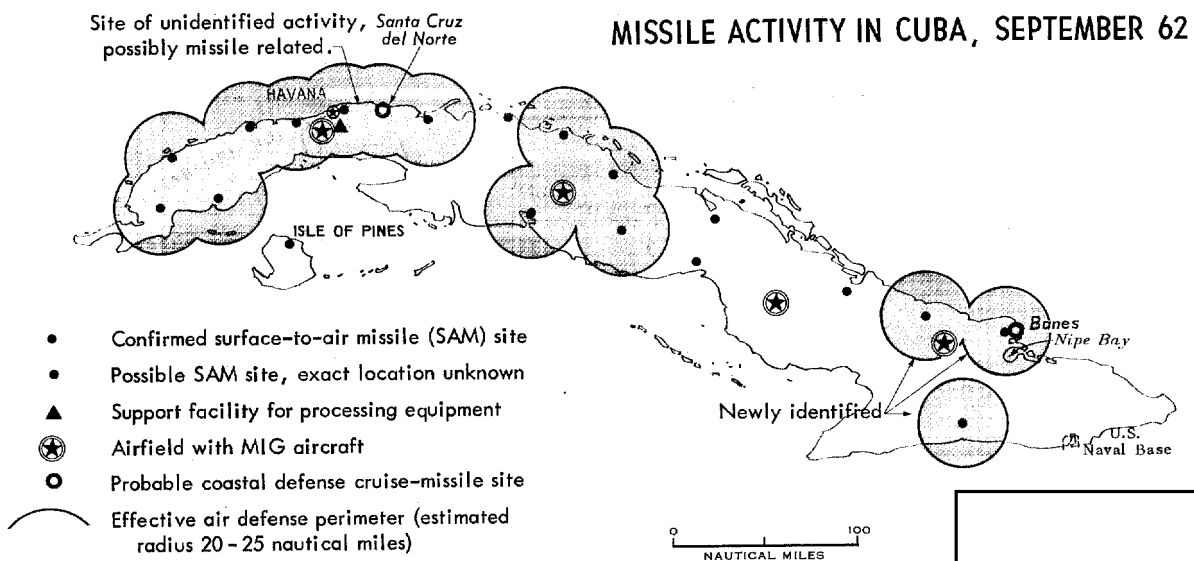 MISSILE ACTIVITY IN CUBA, SEPTEMBER 62
Site of unidentified activity,
possibly missile related.
Santa Cruz
del Norte
HAVANA
ISLE OF PINES
Banes
Nipe Bay
Newly identified
U.S.
Naval Base
Confirmed surface-to-air missile (SAM) site
Possible SAM site, exact location unknown
Support facility for processing equipment
Airfield with MIG aircraft
Probable coastal defense cruise-missile site
Effective air defense perimeter (estimated
radius 20-25 nautical miles)
0 100
NAUTICAL MILES